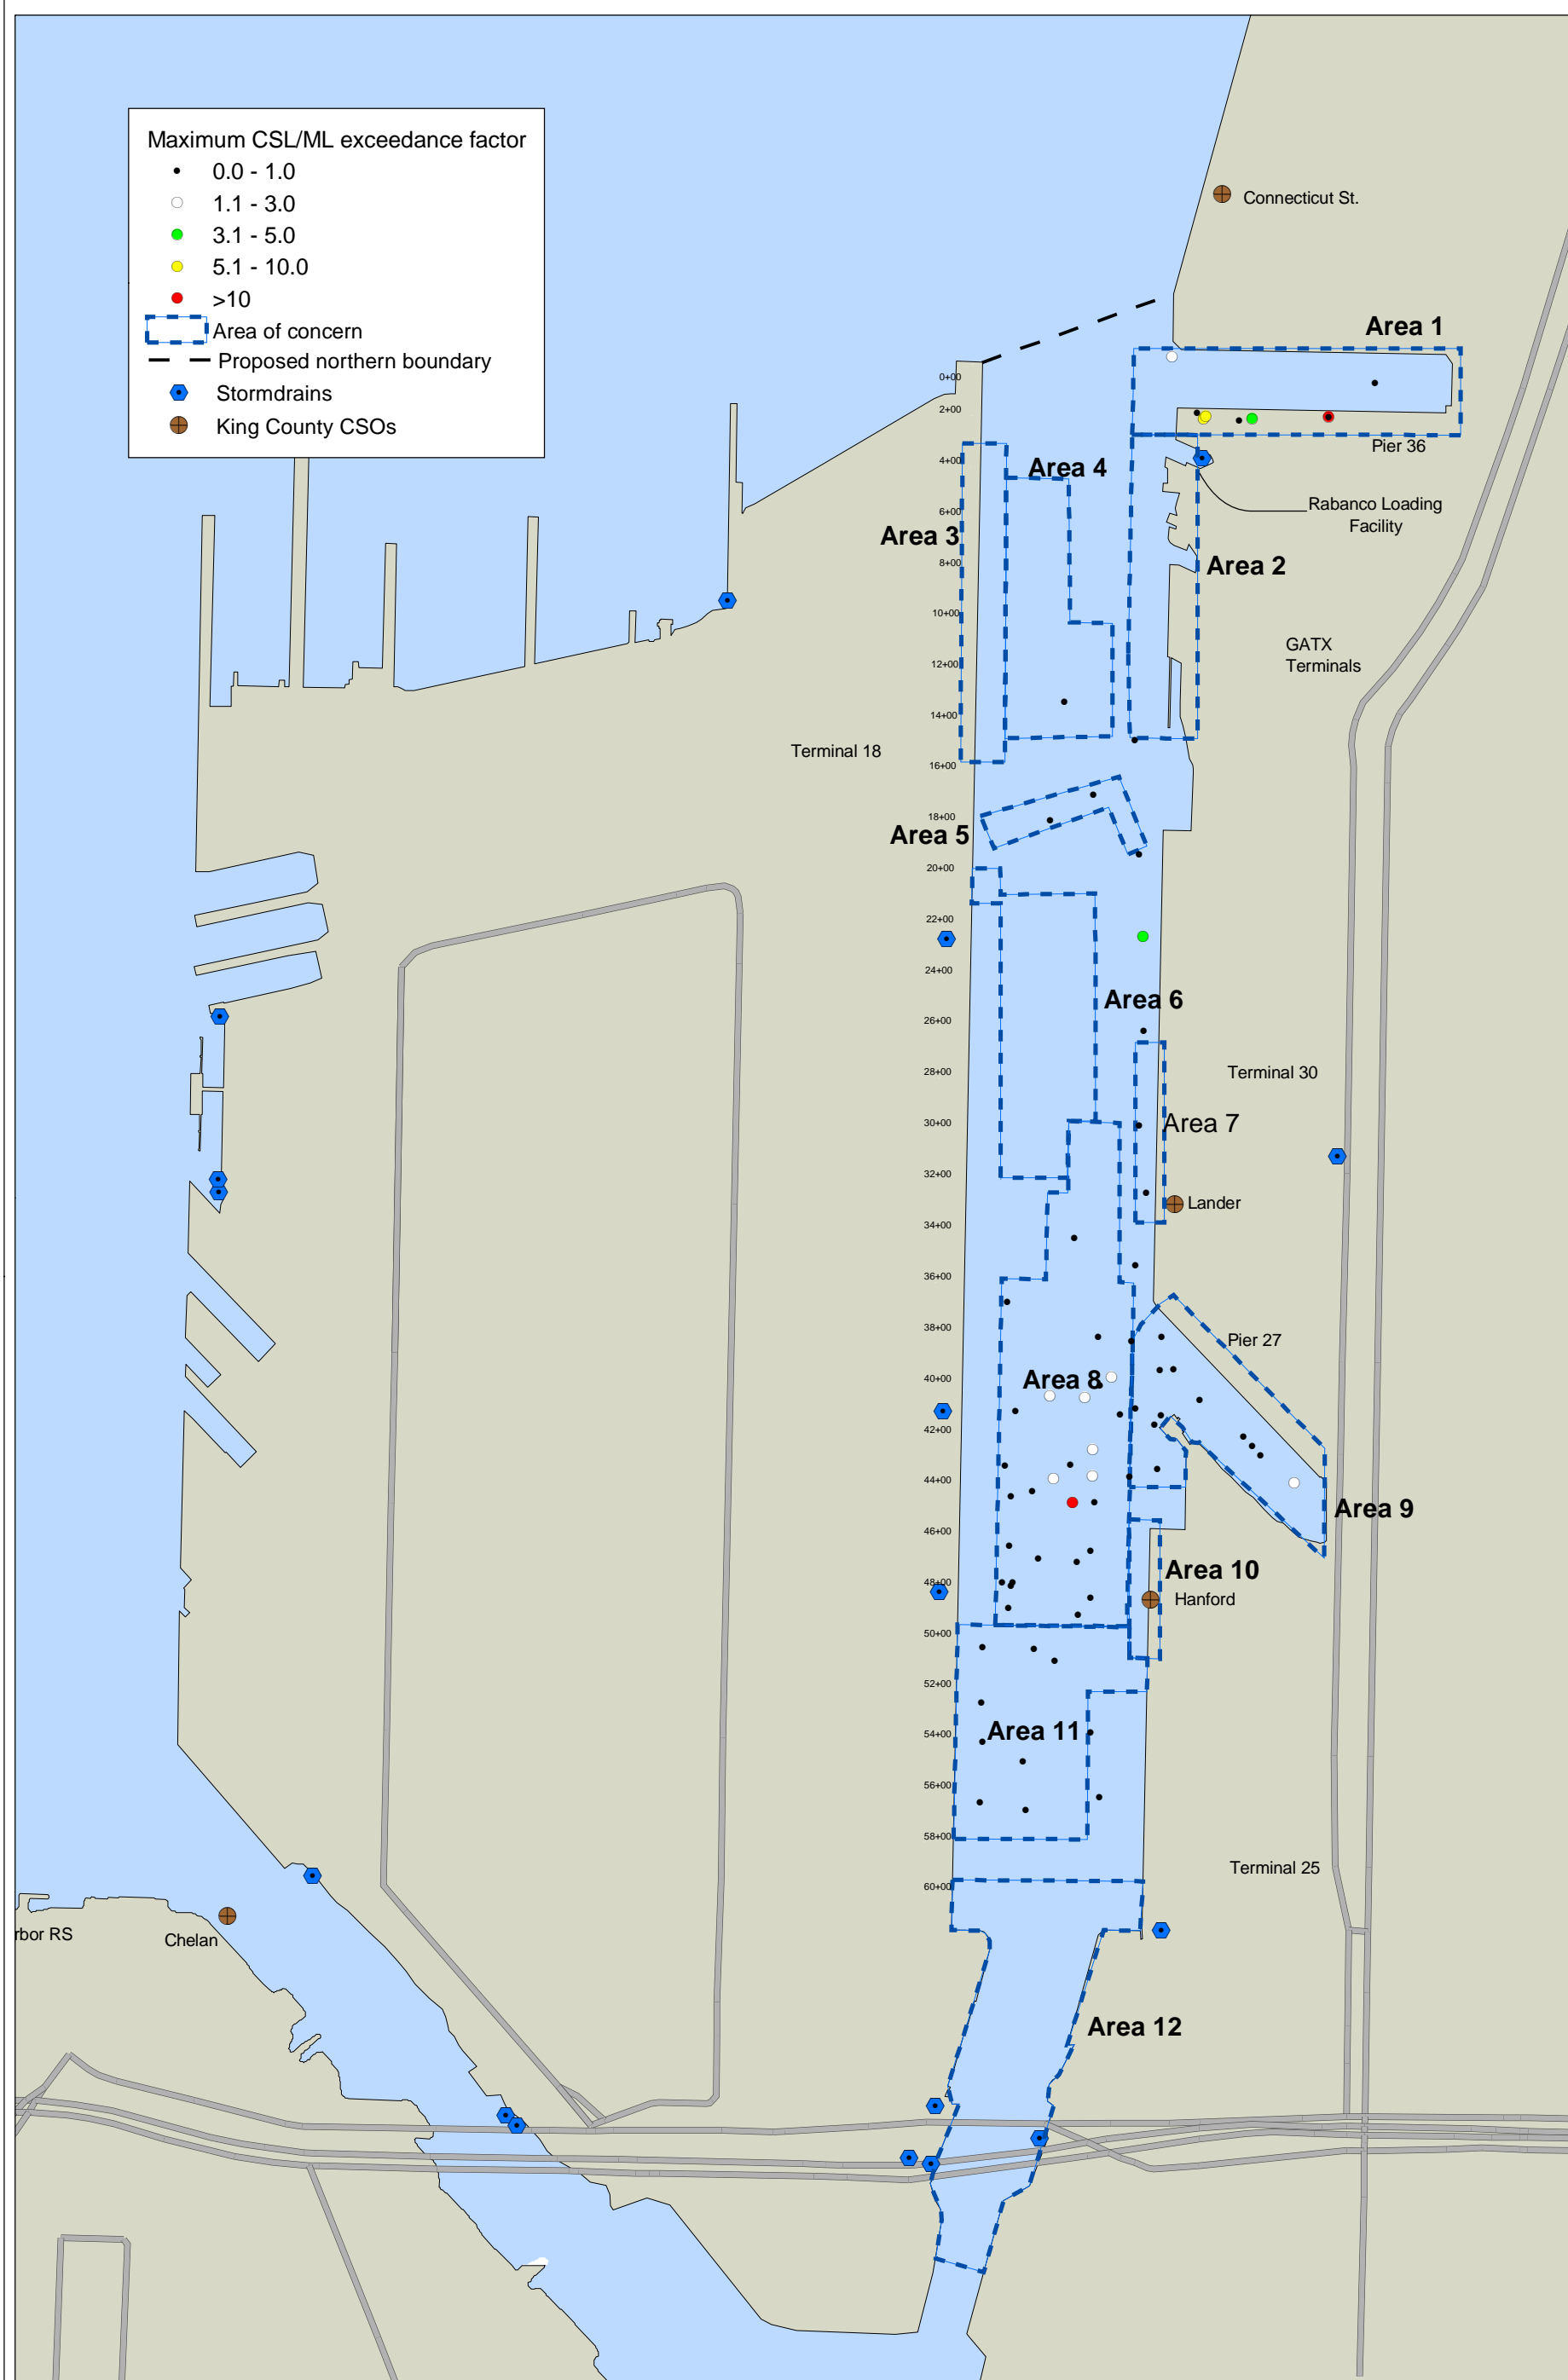 Maximum CSL/ML exceedance factor
0.0 - 1.0
1.1 - 3.0
3.1 - 5.0
5.1 - 10.0
>10
Area of concern
Proposed northern boundary
Stormdrains
King County CSOs
Connecticut St.
Area 1
0+00
2+00
Pier 36
4+00
Area 4
Rabanco Loading
Facility
6+00
Area 3
8+00
Area 2
10+00
GATX
Terminals
12+00
14+00
Terminal 18
16+00
18+00
Area 5
20+00
22+00
24+00
Area 6
26+00
28+00
Terminal 30
30+00
Area 7
32+00
Lander
34+00
36+00
38+00
Pier 27
40+00
Area 8
42+00
44+00
Area 9
46+00
Area 10
48+00
Hanford
50+00
52+00
54+00
Area 11
56+00
58+00
Terminal 25
60+00
rbor RS
Chelan
Area 12